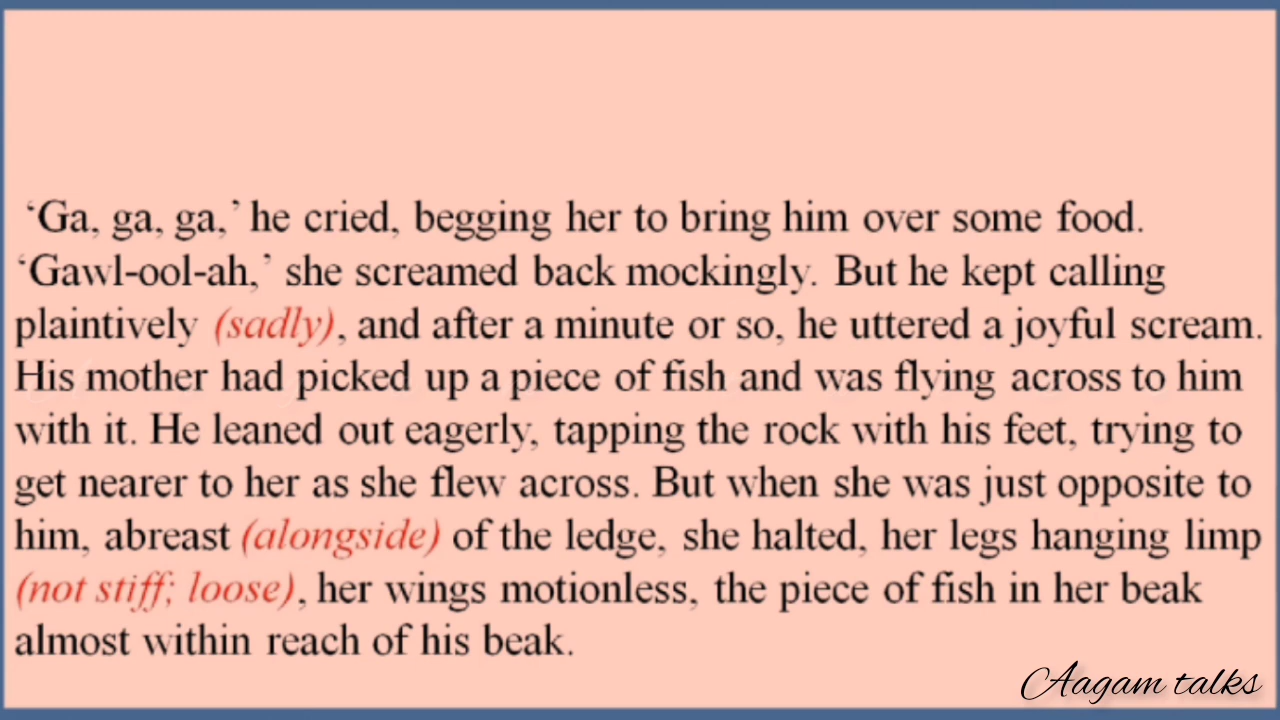 ‘Ga, ga, ga,’ he cried, begging her to bring him over some food.
‘Gawl-ool-ah,’ she screamed back mockingly. But he kept calling
plaintively (sadly), and after a minute or so, he uttered a joyful scream.
His mother had picked up a piece of fish and was flying across to him
with it. He leaned out eagerly, tapping the rock with his feet, trying to
get nearer to her as she flew across. But when she was just opposite to
him, abreast (alongside) of the ledge, she halted, her legs hanging limp
(not stiff; loose), her wings motionless, the piece of fish in her beak
almost within reach of his beak.
Aagam talks